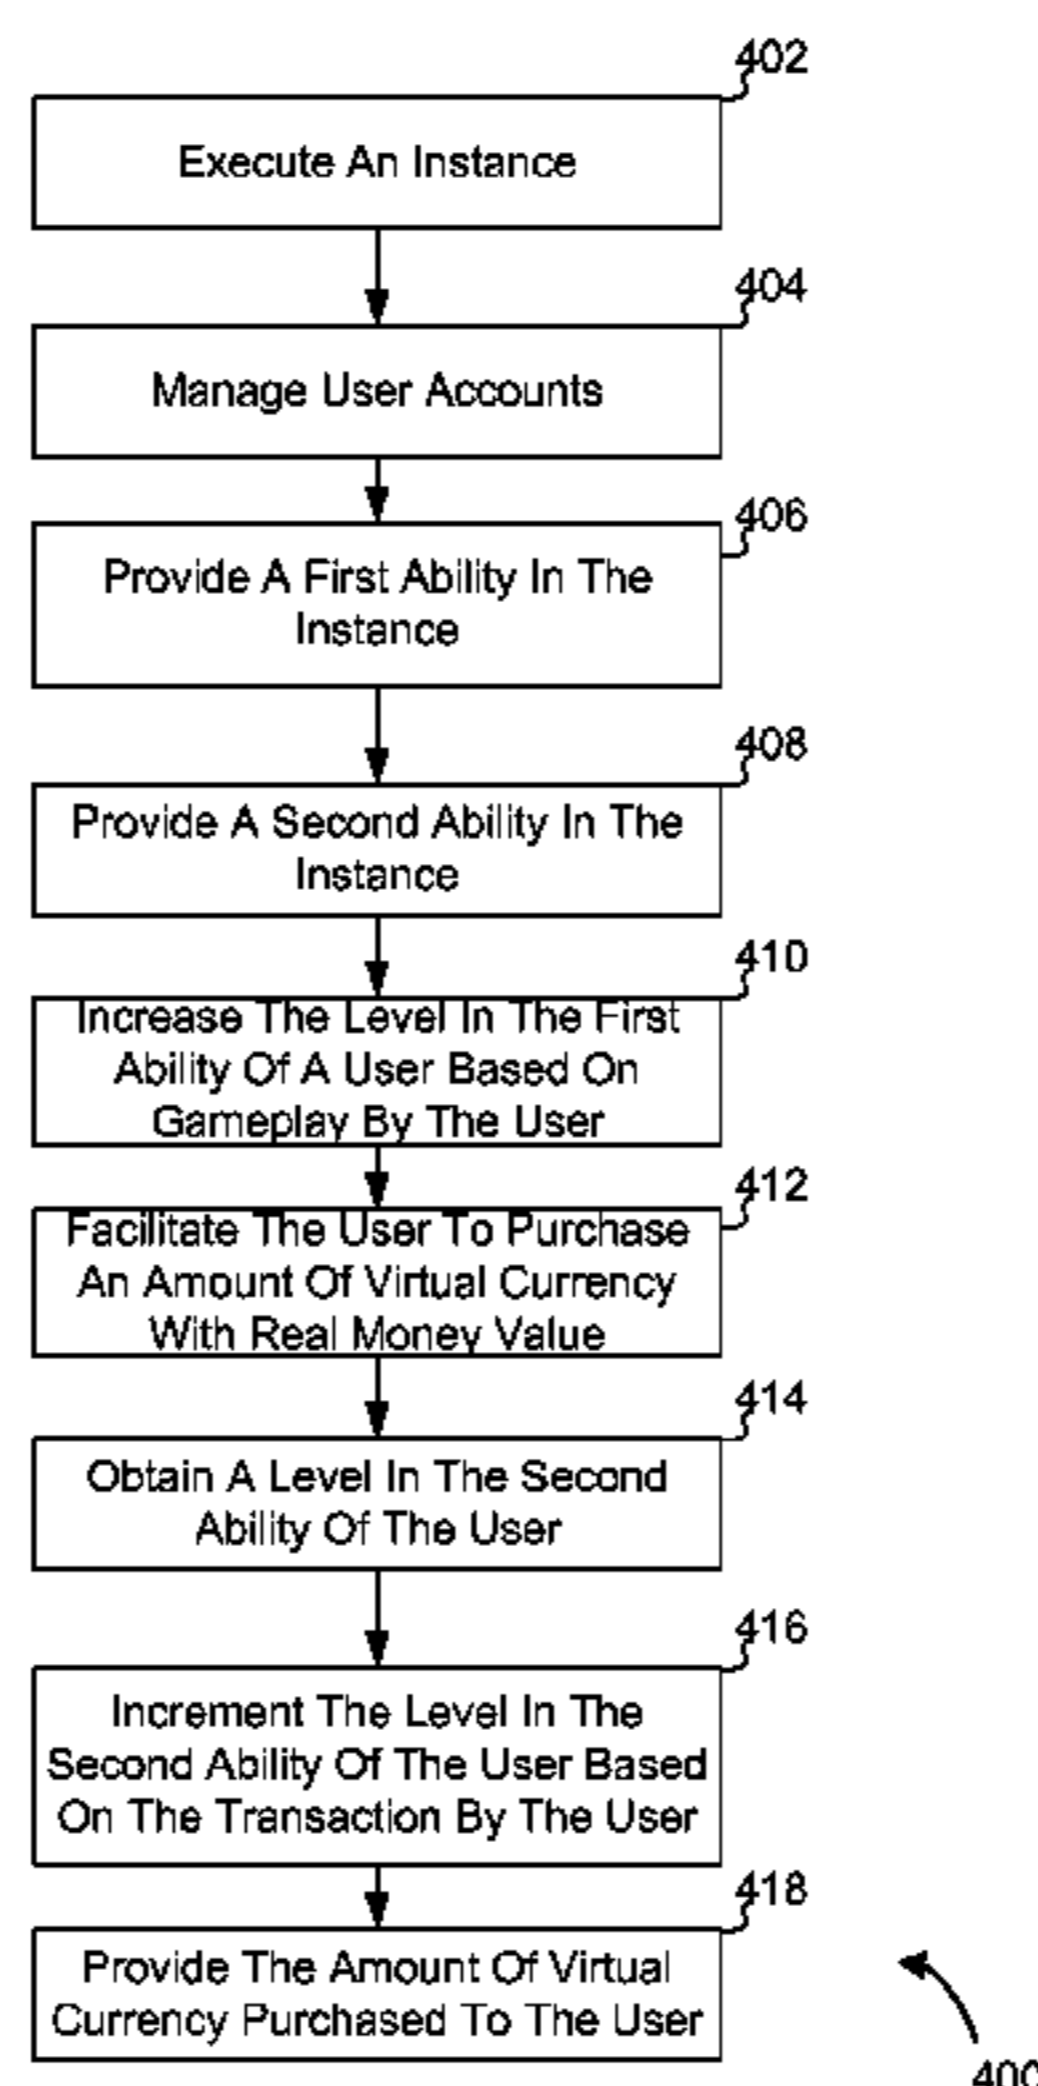 402
Execute An Instance
404
Manage User Accounts
406
Provide A First Ability In The
Instance
408
Provide A Second Ability In The
Instance
410
Increase The Level In The First
Ability Of A User Based On
Gameplay By The User
412
Facilitate The User To Purchase
An Amount Of Virtual Currency
With Real Money Value
414
Obtain A Level In The Second
Ability Of The User
416
Increment The Level In The
Second Ability Of The User Based
On The Transaction By The User
418
Provide The Amount Of Virtual
Currency Purchased To The User
400